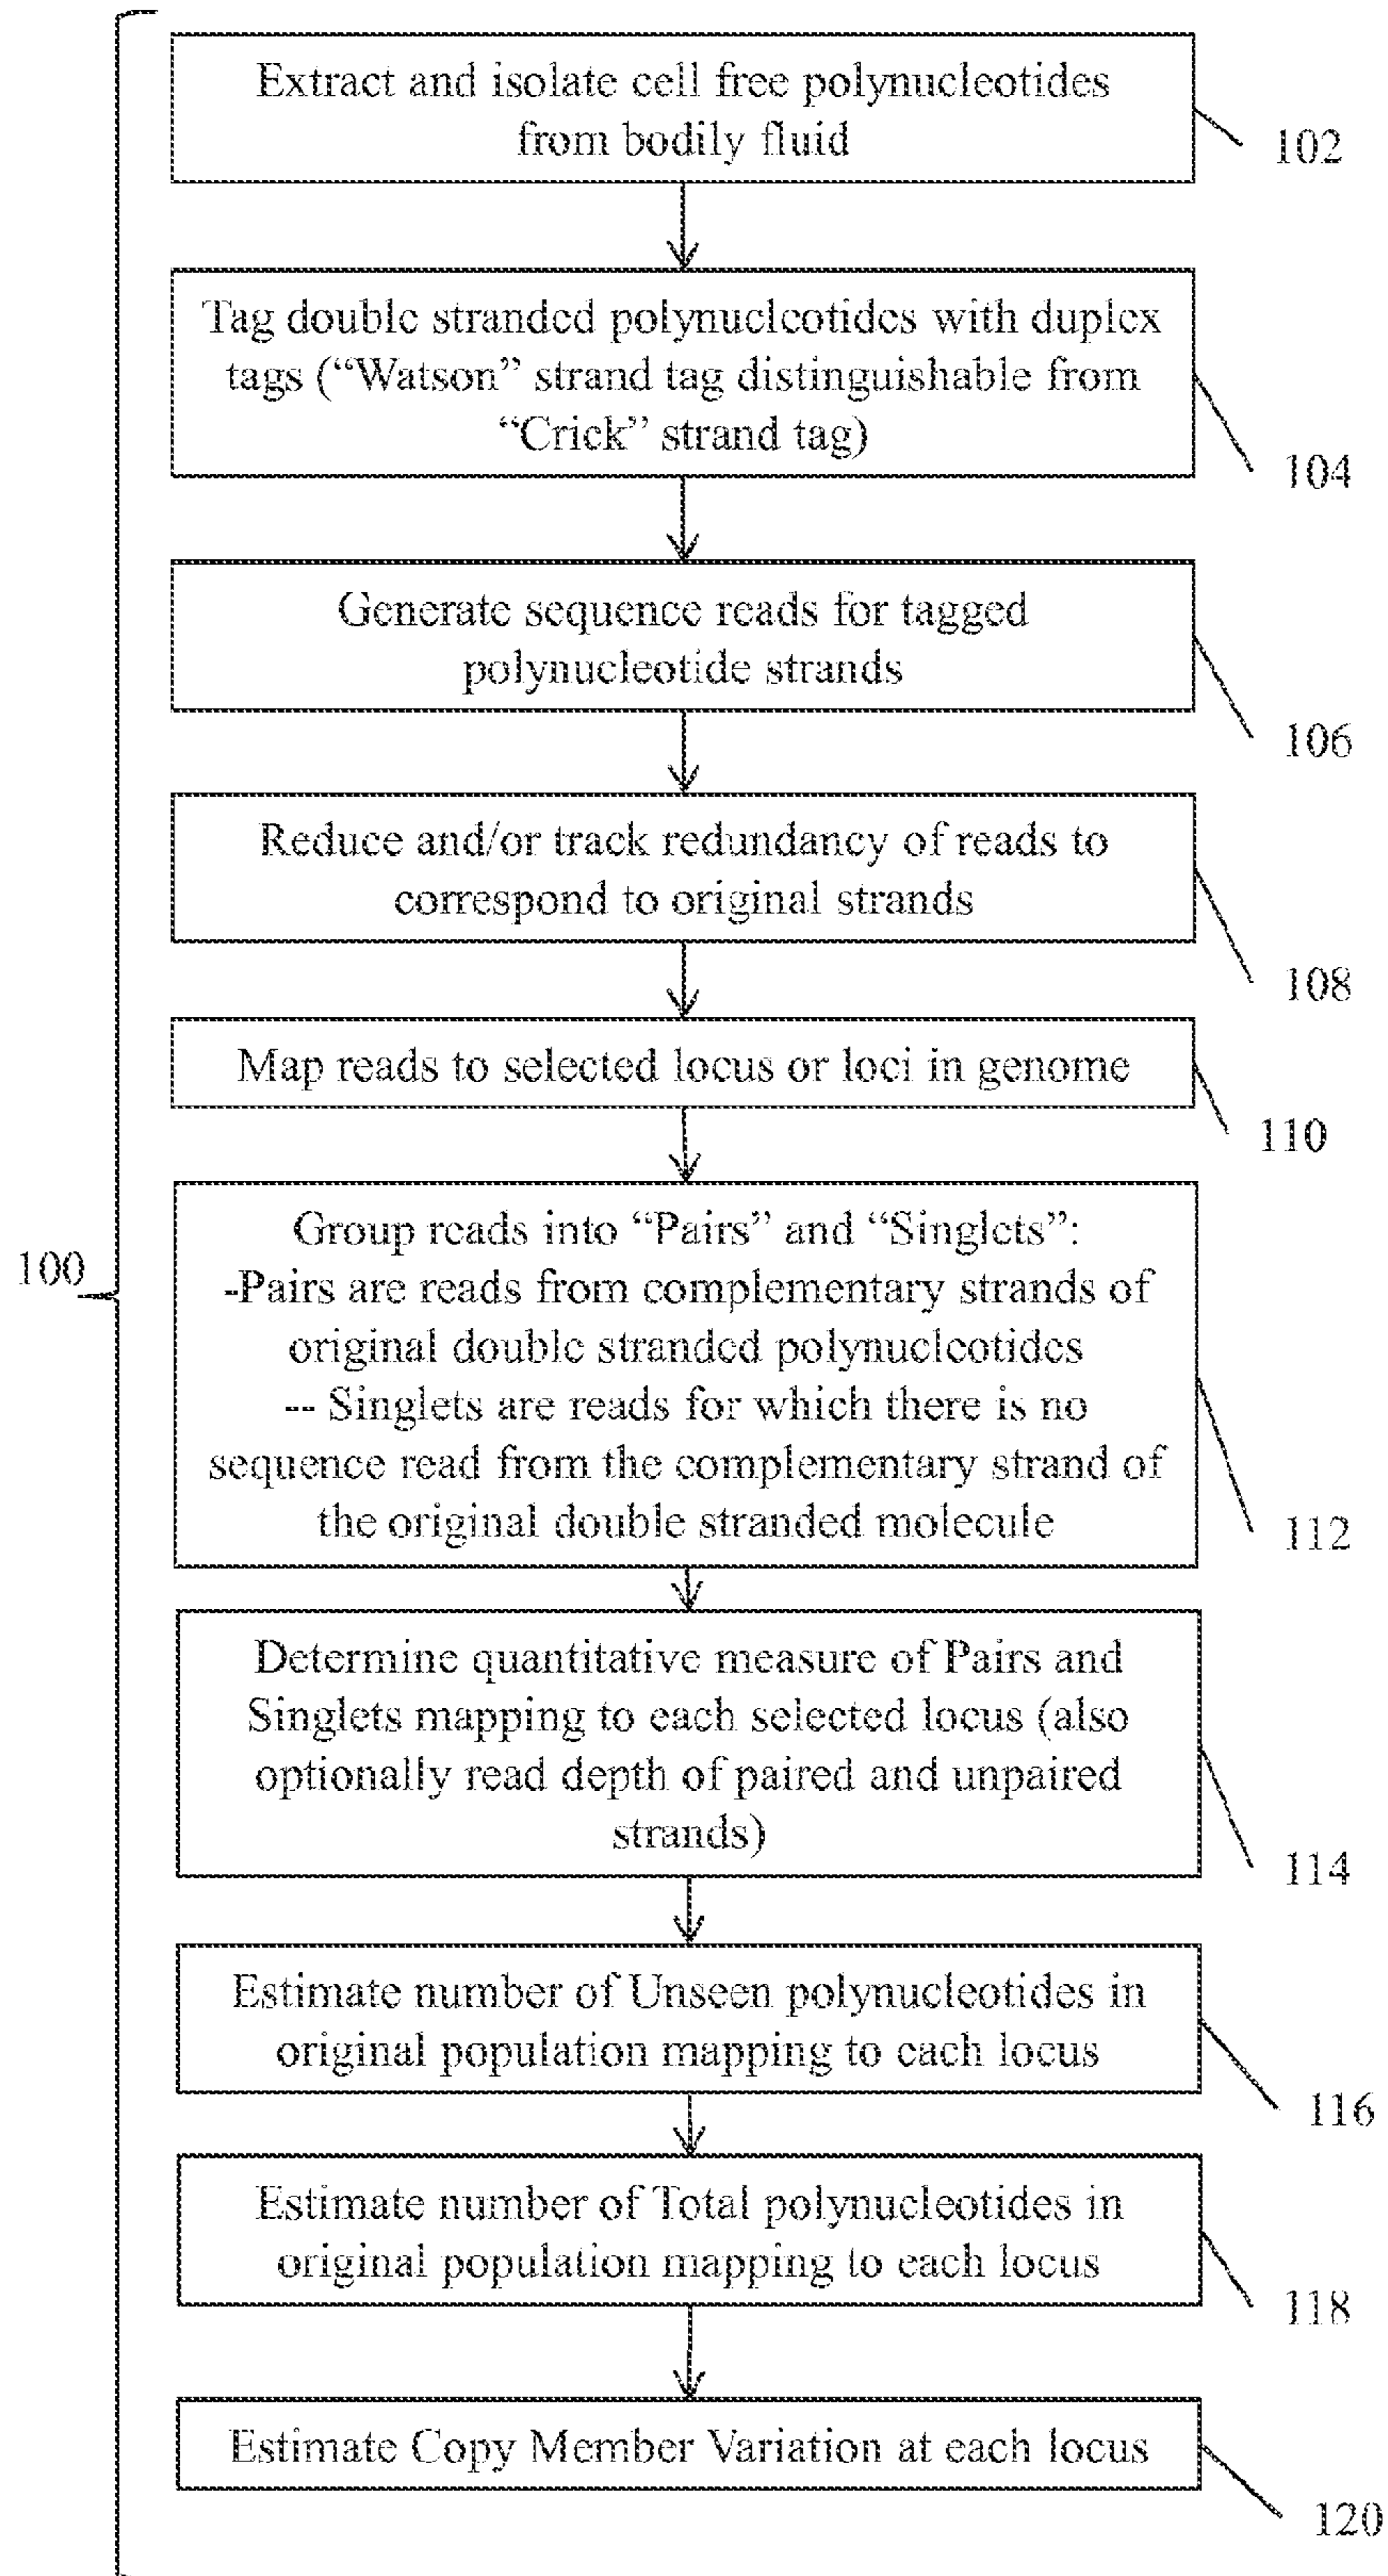 Extract and isolate cell free polynucleotides
from bodily fluid
102
Tag double stranded polynucleotides with duplex
tags (“Watson” strand tag distinguishable from
“Crick” strand tag)
104
Generate sequence reads for tagged
polynucleotide strands
106
Reduce and/or track redundancy of reads to
correspond to original strands
108
Map reads to selected locus or loci in genome
110
100
Group reads into “Pairs” and “Singlets”:
-Pairs are reads from complementary strands of
original double stranded polynucleotides
-- Singlets are reads for which there is no
sequence read from the complementary strand of
the original double stranded molecule
112
Determine quantitative measure of Pairs and
Singlets mapping to each selected locus (also
optionally read depth of paired and unpaired
strands)
114
Estimate number of Unseen polynucleotides in
original population mapping to each locus
116
Estimate number of Total polynucleotides in
original population mapping to each locus
118
Estimate Copy Member Variation at each locus
120